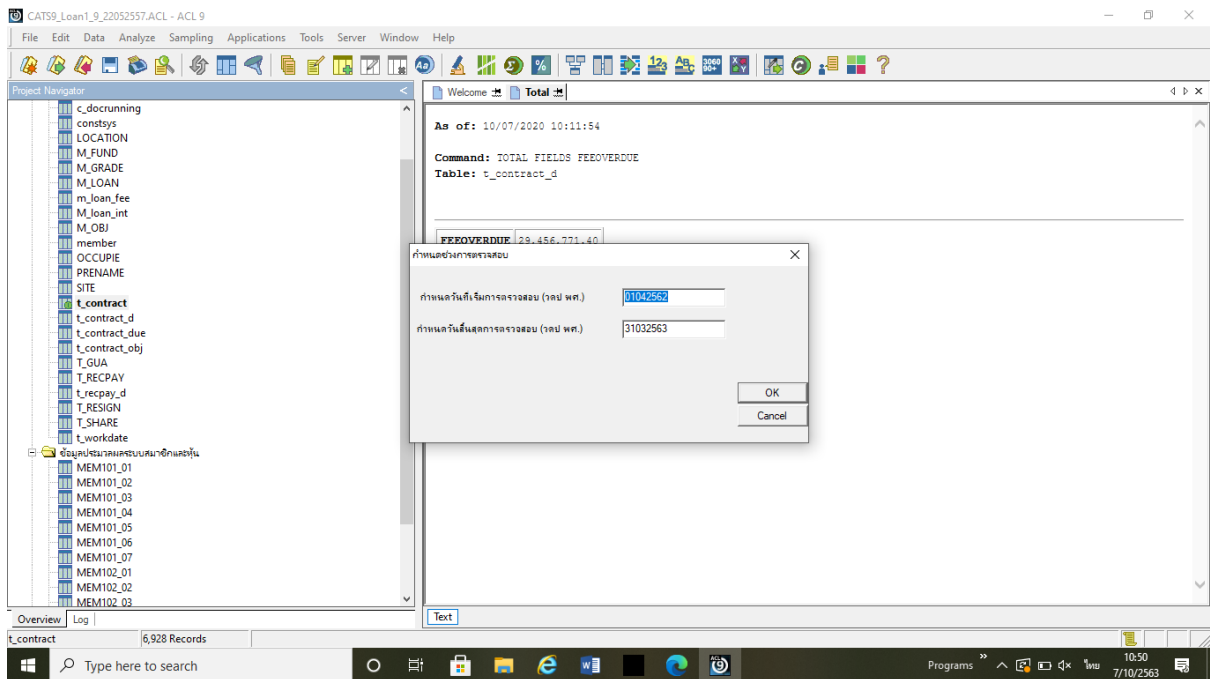 CATS9_Loan1_9_22052557.ACL - ACL 9
File Edit Data Analyze Sampling Applications Tools Server Window Help
Project Navigator <
Welcome Total
c_docrunning
constsys
LOCATION
M_FUND
M_GRADE
M_LOAN
m_loan_fee
M_loan_int
M_OBJ
member
OCCUPIE
PRENAME
SITE
t_contract
t_contract_d
t_contract_due
t_contract_obj
T_GUA
T_RECPAY
t_recpay_d
T_RESIGN
T_SHARE
t_workdate
ข้อมูลประมวลผลระบบสมาชิกและหุ้น
MEM101_01
MEM101_02
MEM101_03
MEM101_04
MEM101_05
MEM101_06
MEM101_07
MEM102_01
MEM102_02
MEM102_03
Overview Log
As of: 10/07/2020 10:11:54
Command: TOTAL FIELDS FEEOVERDUE
Table: t_contract_d
FEEOVERDUE 29,456,771.40
กำหนดช่วงการตรวจสอบ
กำหนดวันที่เริ่มการตรวจสอบ (วดป พศ.) 01042562
กำหนดวันสิ้นสุดการตรวจสอบ (วดป พศ.) 31032563
OK
Cancel
Text
t_contract 6,928 Records
Type here to search
Programs » ไทย 10:50
7/10/2563